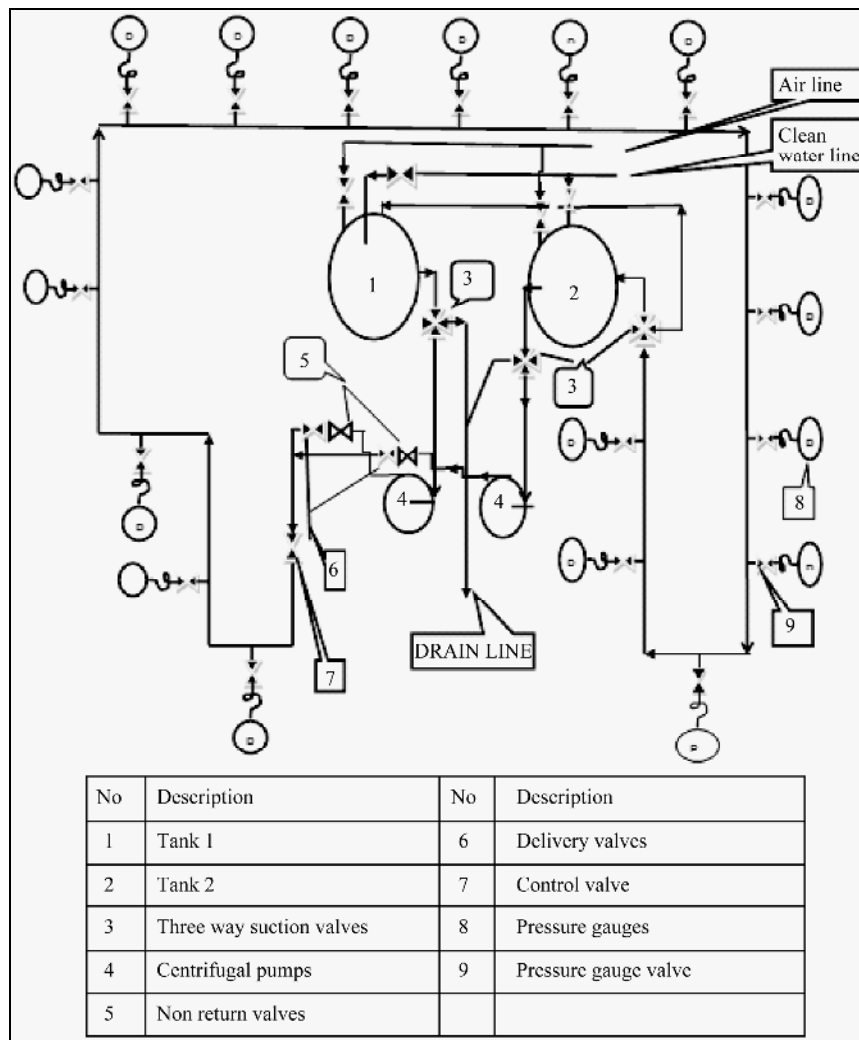 Air line
Clean
water line
1
3
2
3
5
4
4
8
6
9
DRAIN LINE
7
No Description No Description
1 Tank 1 6 Delivery valves
2 Tank 2 7 Control valve
3 Three way suction valves 8 Pressure gauges
4 Centrifugal pumps 9 Pressure gauge valve
5 Non return valves